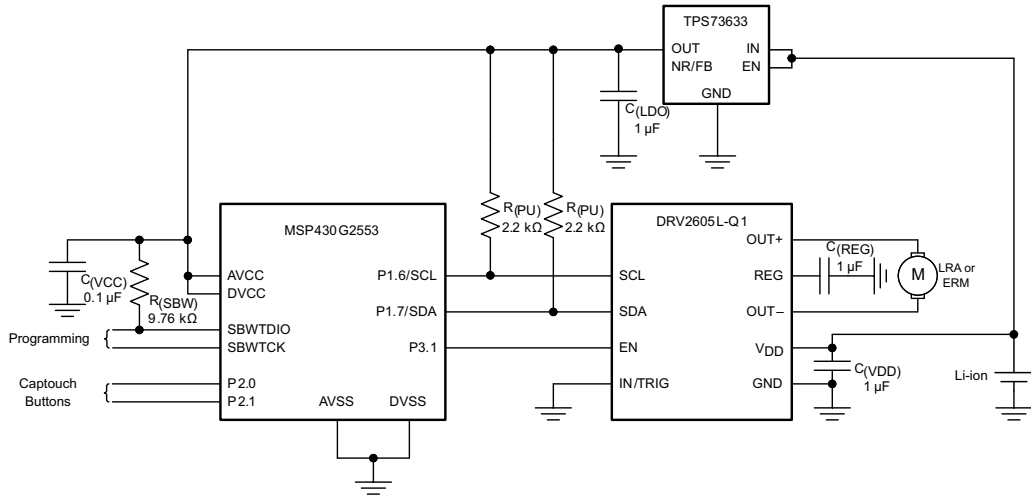 TPS73633
OUT
IN
NR/FB
EN
GND
C(LDO)
1 µF
MSP430G2553
R(PU)
2.2 kΩ
R(PU)
2.2 kΩ
DRV2605L-Q1
OUT+
C(REG)
1 µF
LRA or
ERM
M
C(VCC)
0.1 µF
R(SBW)
9.76 kΩ
AVCC
DVCC
P1.6/SCL
SCL
REG
P1.7/SDA
SDA
OUT–
Programming
SBWTDIO
SBWTCK
P3.1
EN
VDD
C(VDD)
1 µF
Li-ion
Captouch
Buttons
P2.0
P2.1
AVSS
DVSS
IN/TRIG
GND